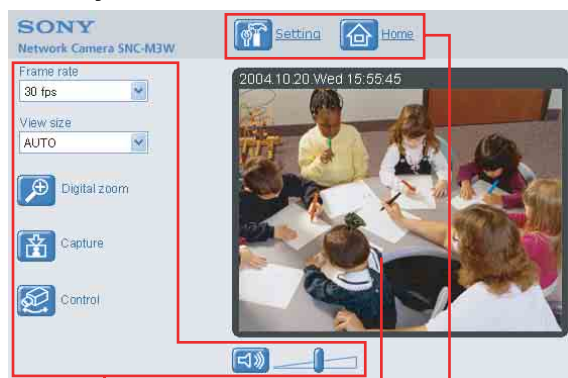 SONY
Network Camera SNC-M3W
Setting
Home
Frame rate
30 fps
View size
AUTO
Digital zoom
Capture
Control
2004.10.20 Wed 15:55:45